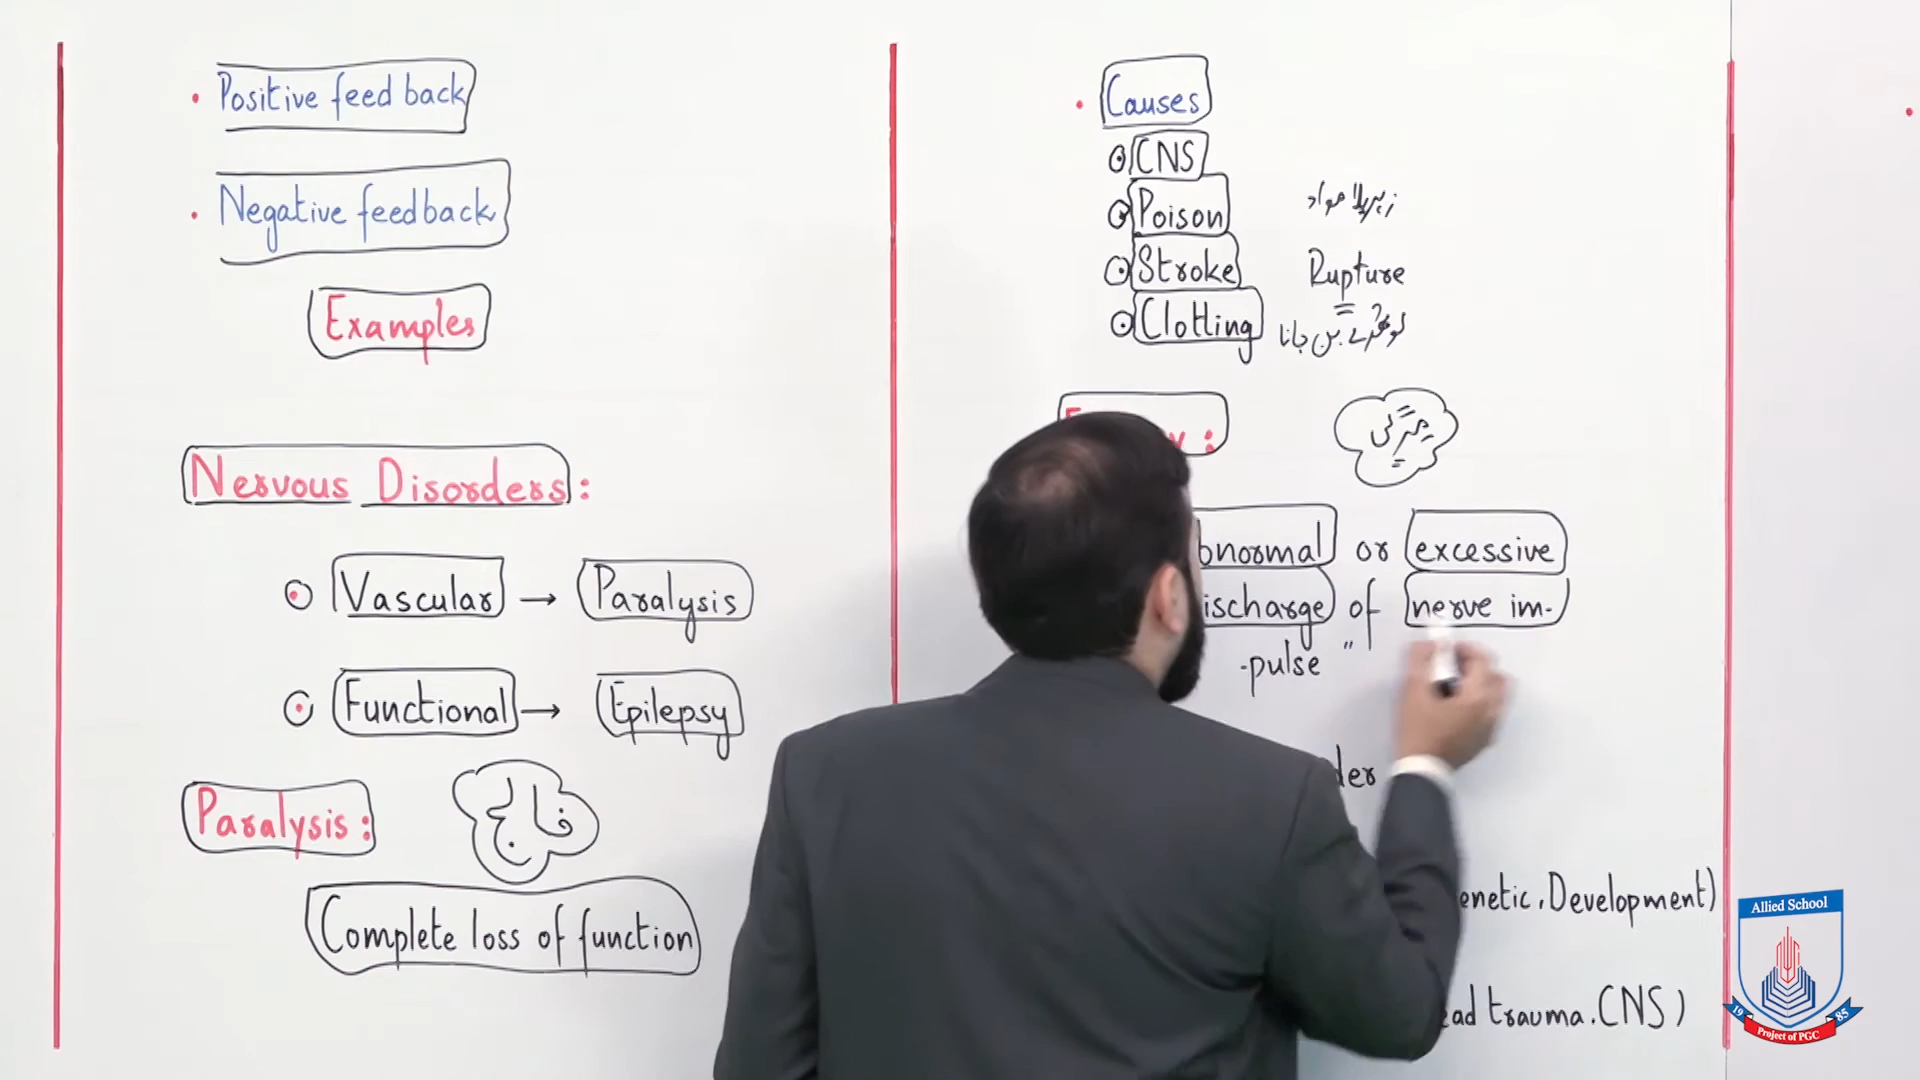 Positive feed back
Negative feedback
Examples
Nervous Disorders:
Vascular → Paralysis
Functional → Epilepsy
Paralysis:
فالج
Complete loss of function
Causes
CNS
Poison زہریلا مواد
Stroke Rupture
Clotting لوتھڑے بن جانا
مرگی
bnormal or excessive
ischarge of nerve im-
-pulse "
der
enetic, Development)
ead trauma, CNS)
Allied School
1985
Project of PGC